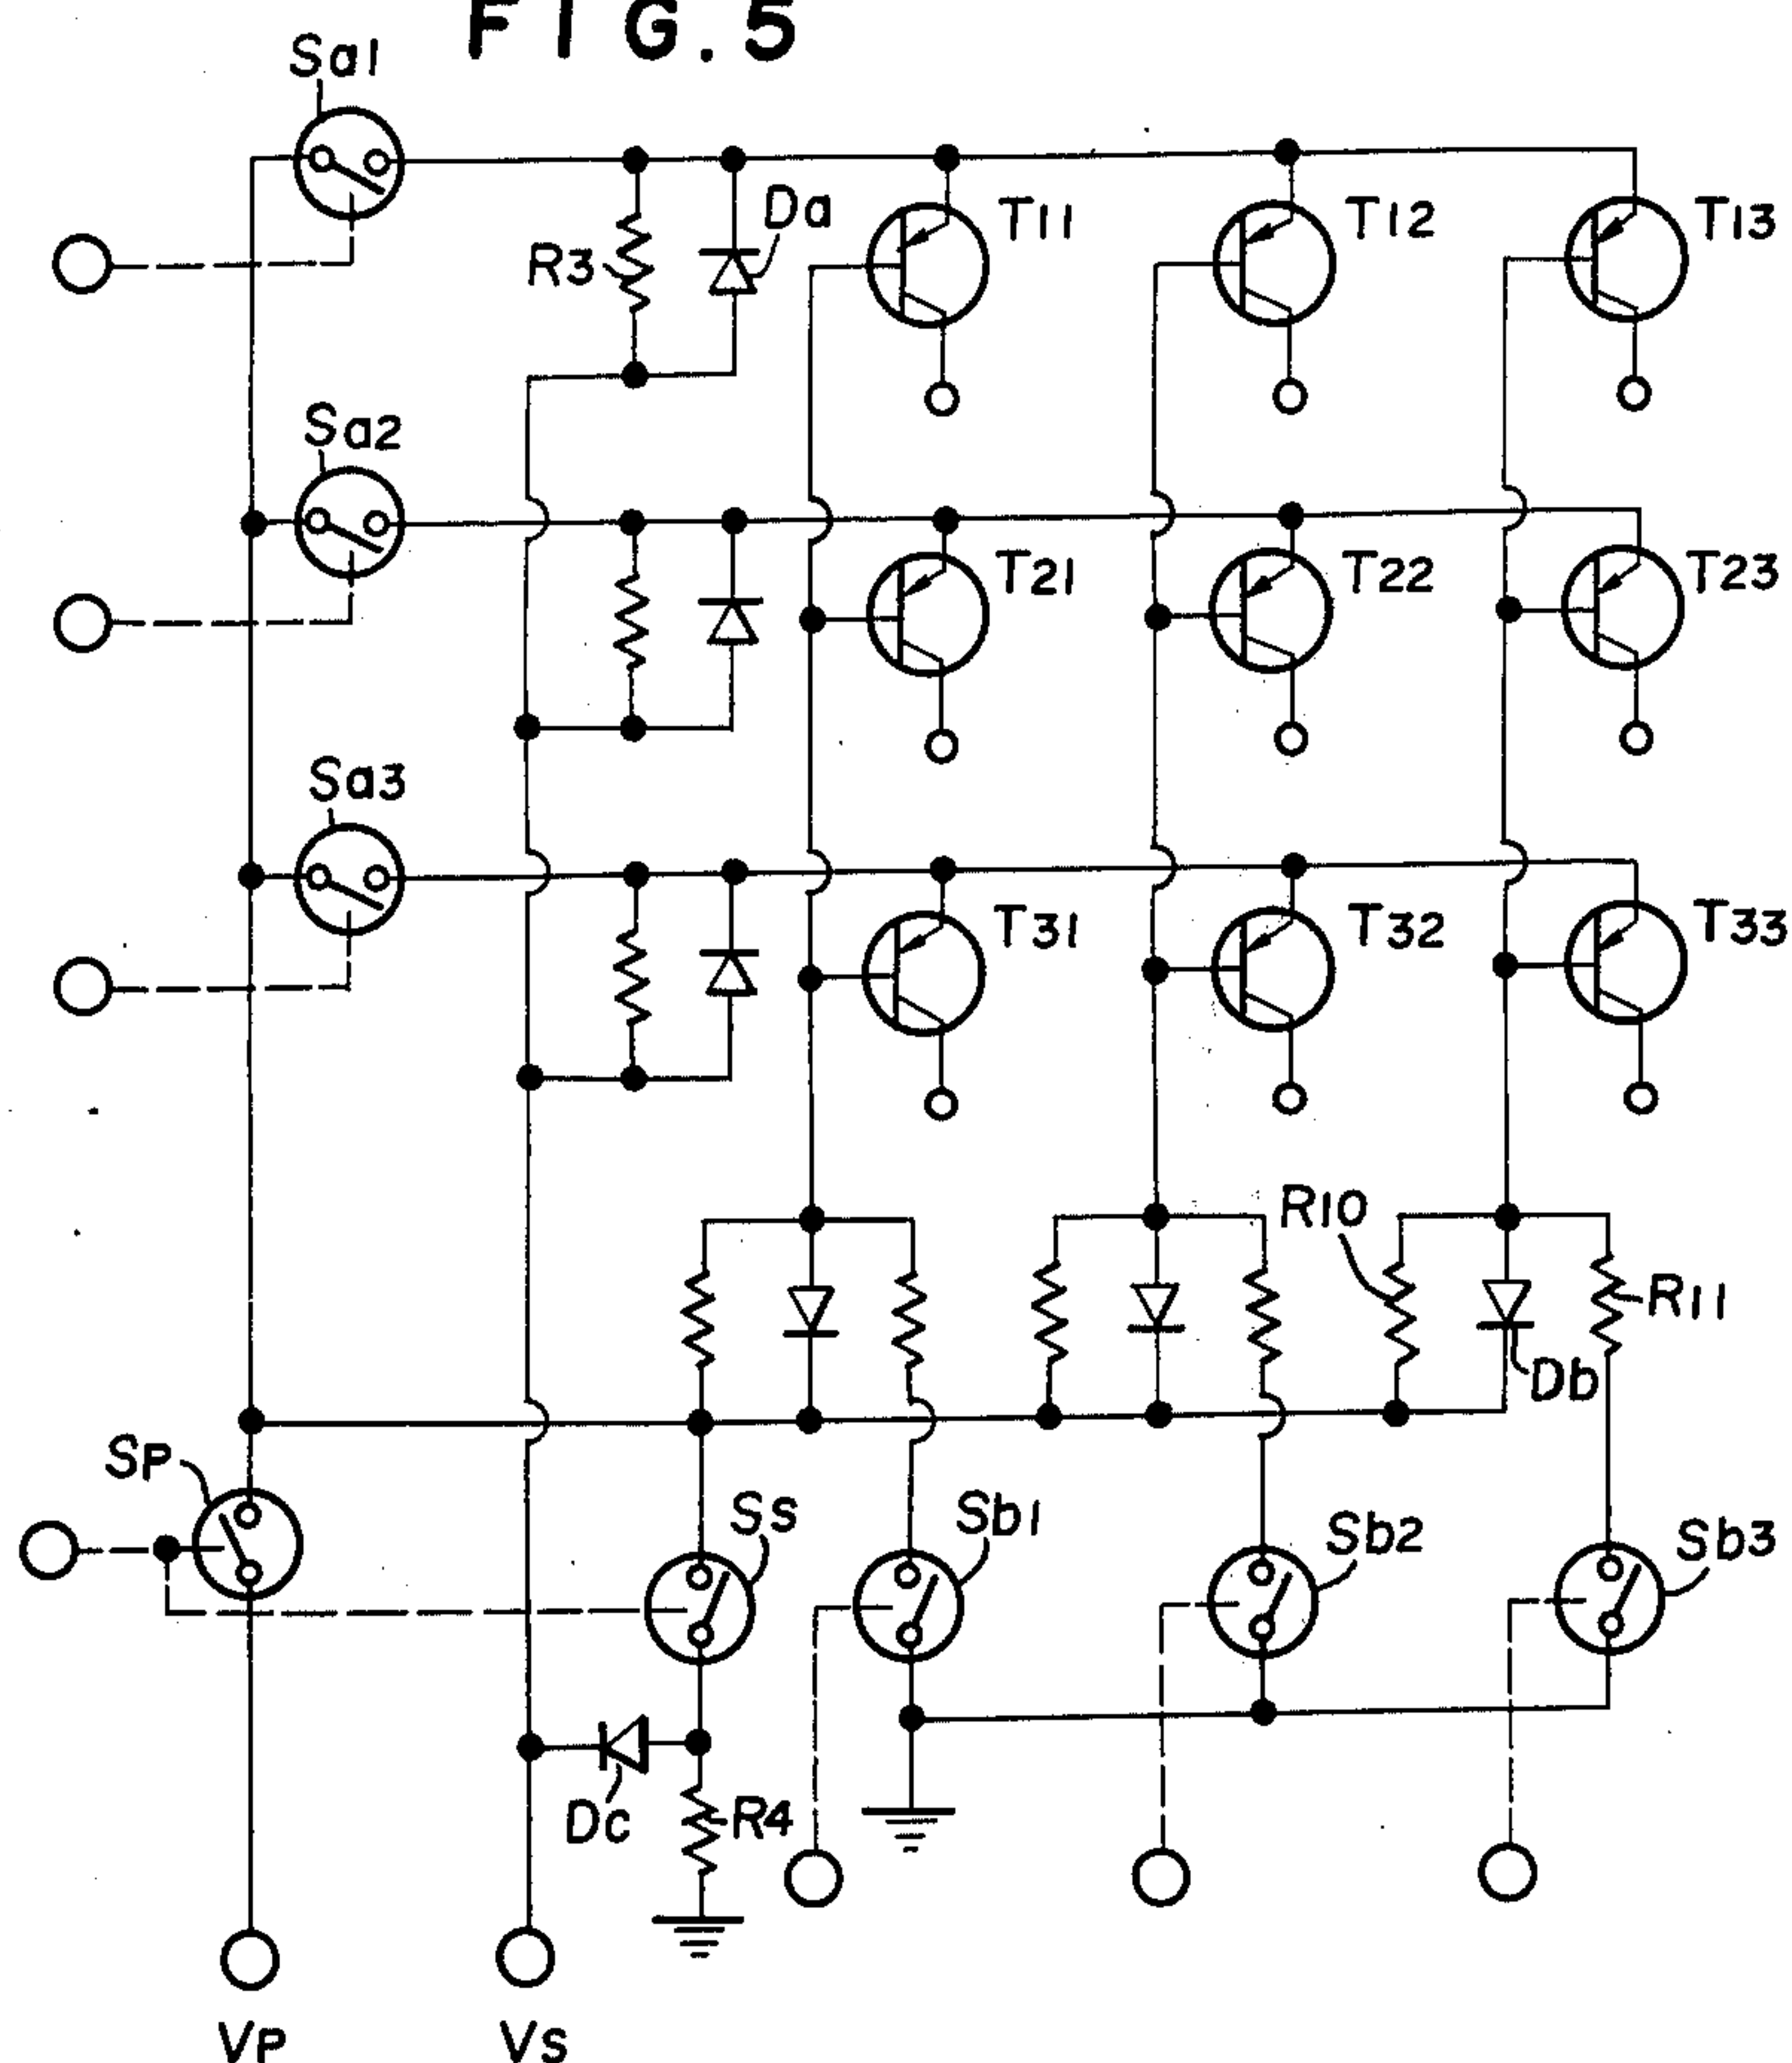 FIG.5
Sa1
Da
T11
T12
T13
R3
Sa2
T21
T22
T23
Sa3
T31
T32
T33
R10
R11
Db
SP
Ss
Sb1
Sb2
Sb3
Dc
R4
VP
Vs